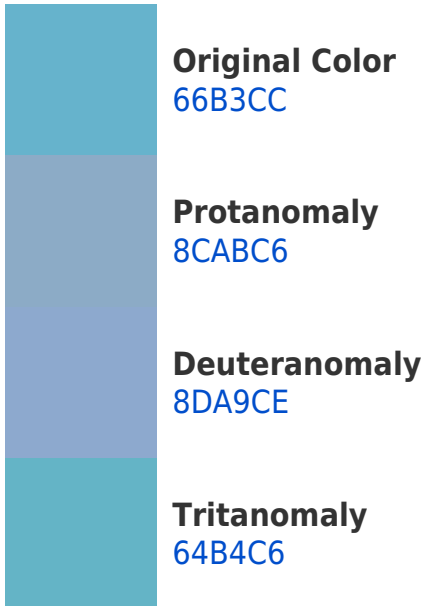 Original Color
66B3CC
Protanomaly
8CABC6
Deuteranomaly
8DA9CE
Tritanomaly
64B4C6